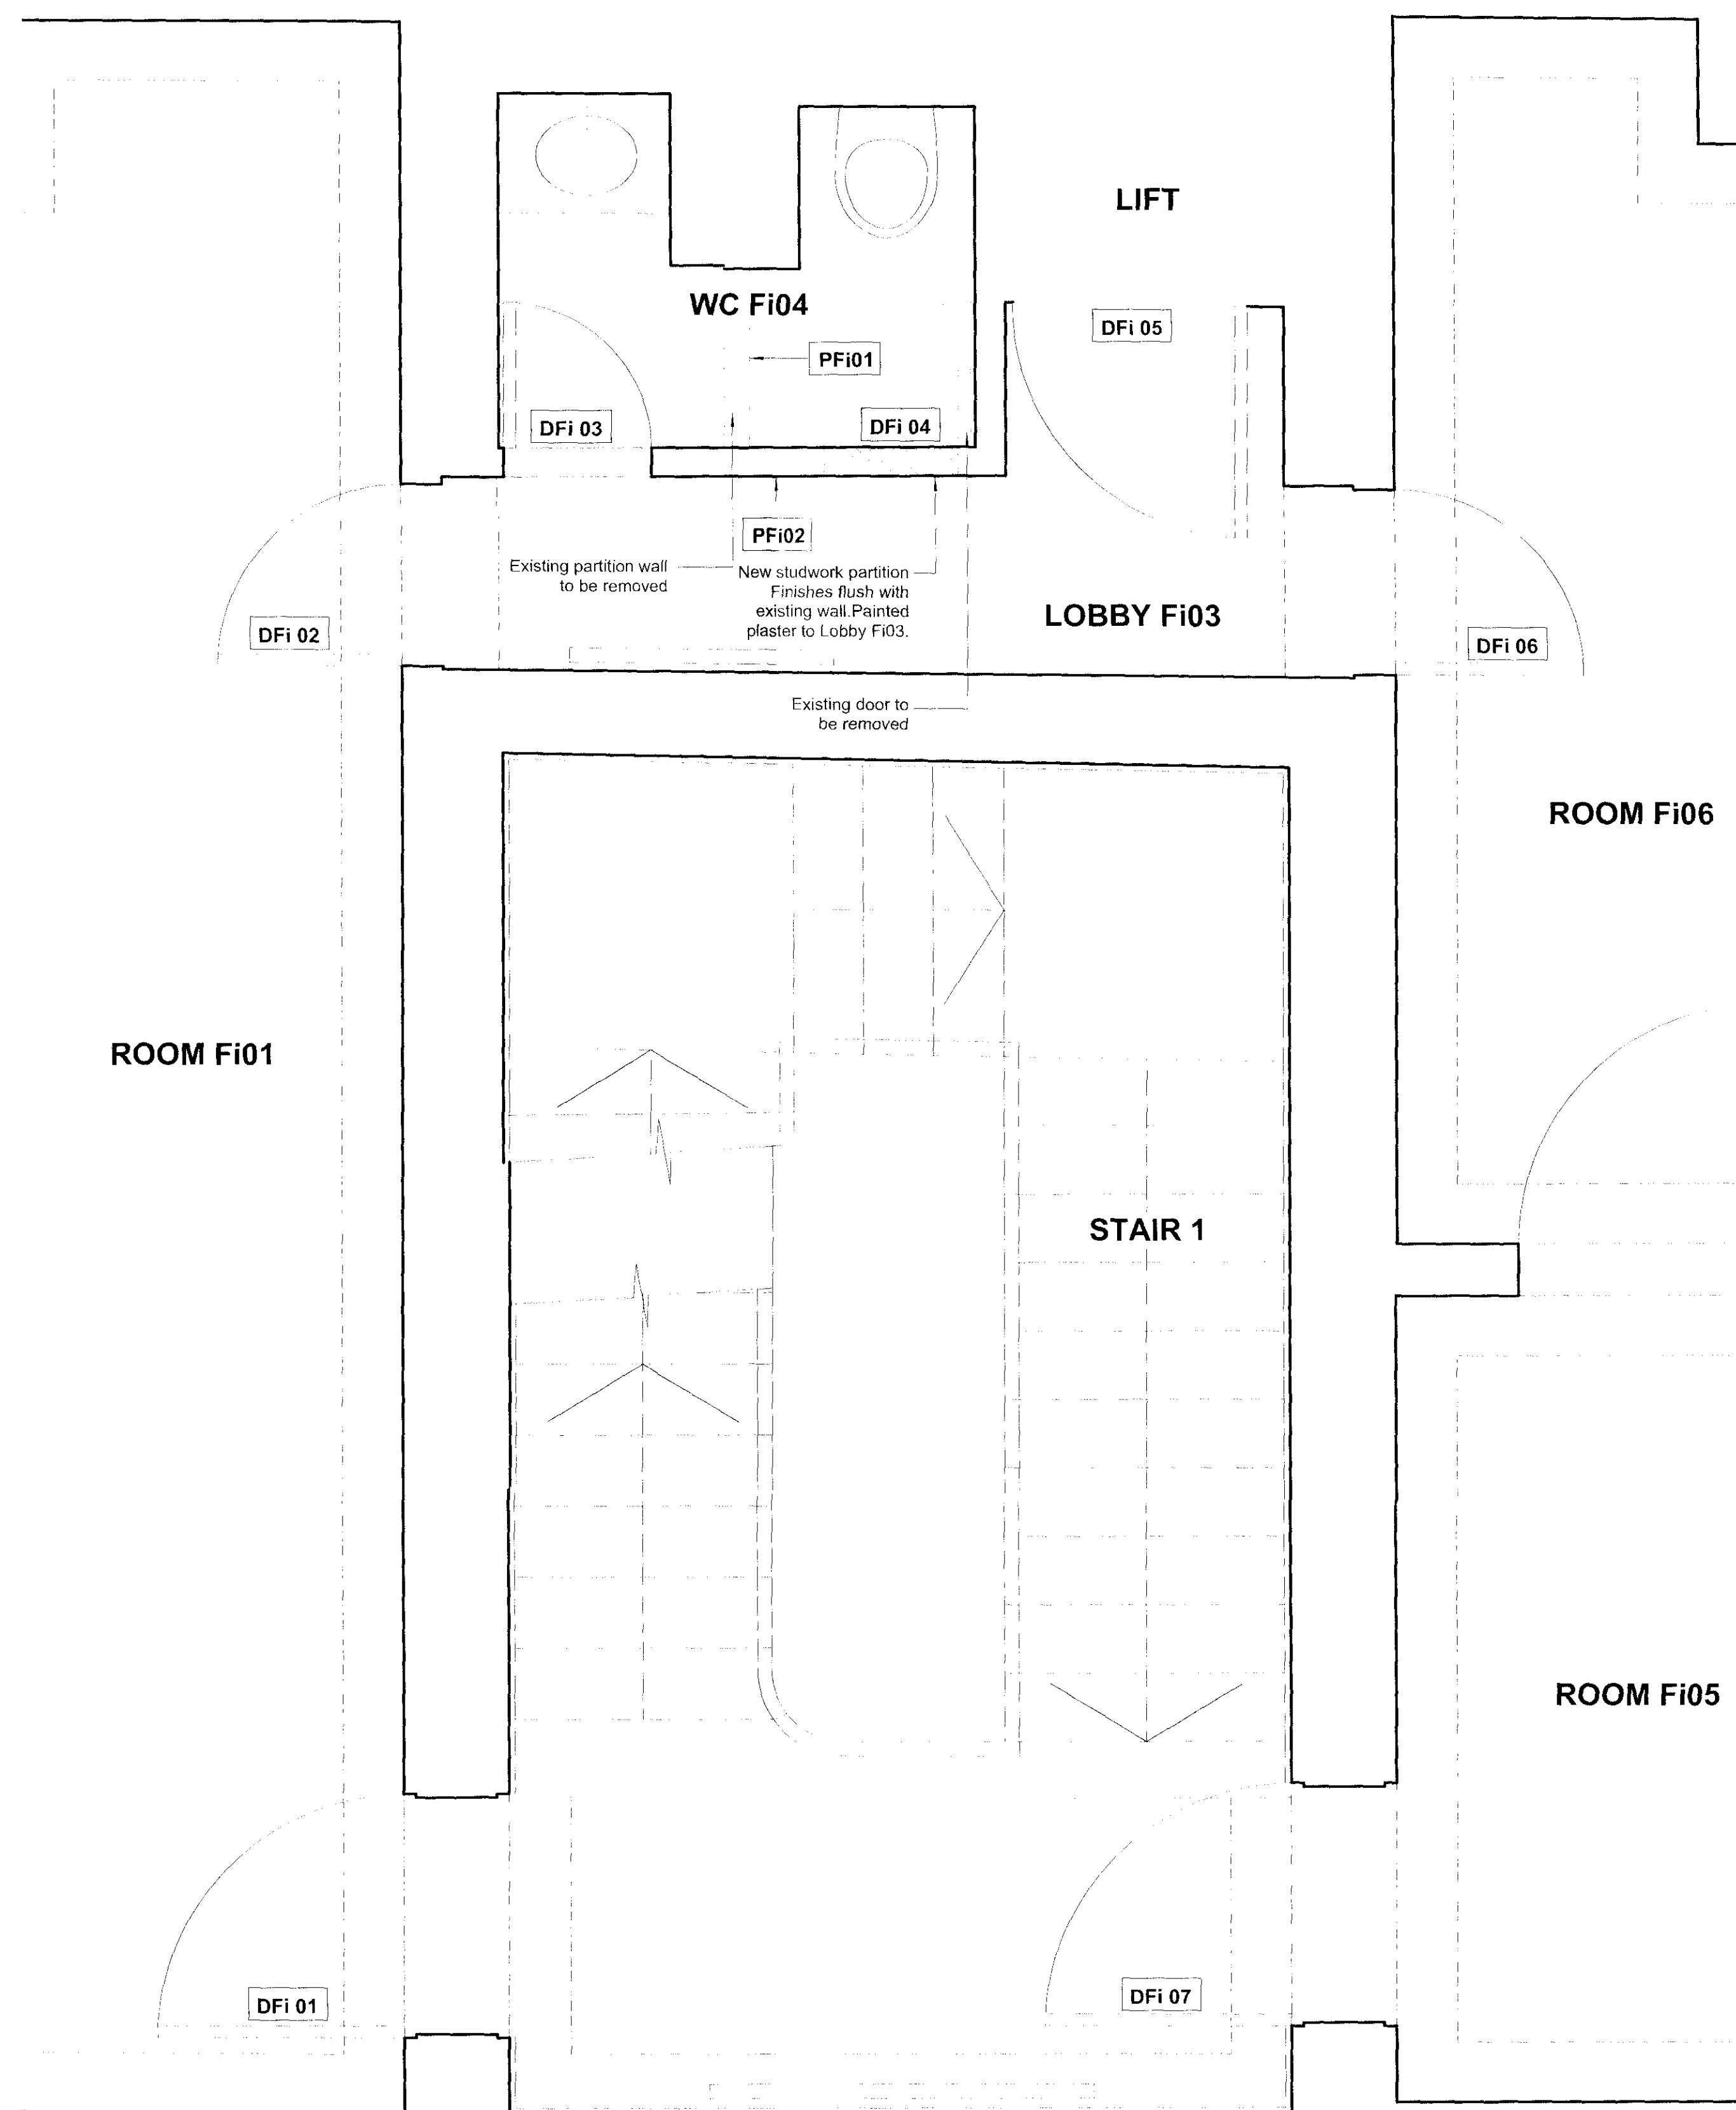 LIFT
WC Fi04
DFi 05
PFi01
DFi 03
DFi 04
PFi02
Existing partition wall
to be removed
New studwork partition
Finishes flush with
existing wall.Painted
plaster to Lobby Fi03.
LOBBY Fi03
DFi 02
DFi 06
Existing door to
be removed
ROOM Fi06
ROOM Fi01
STAIR 1
ROOM Fi05
DFi 01
DFi 07